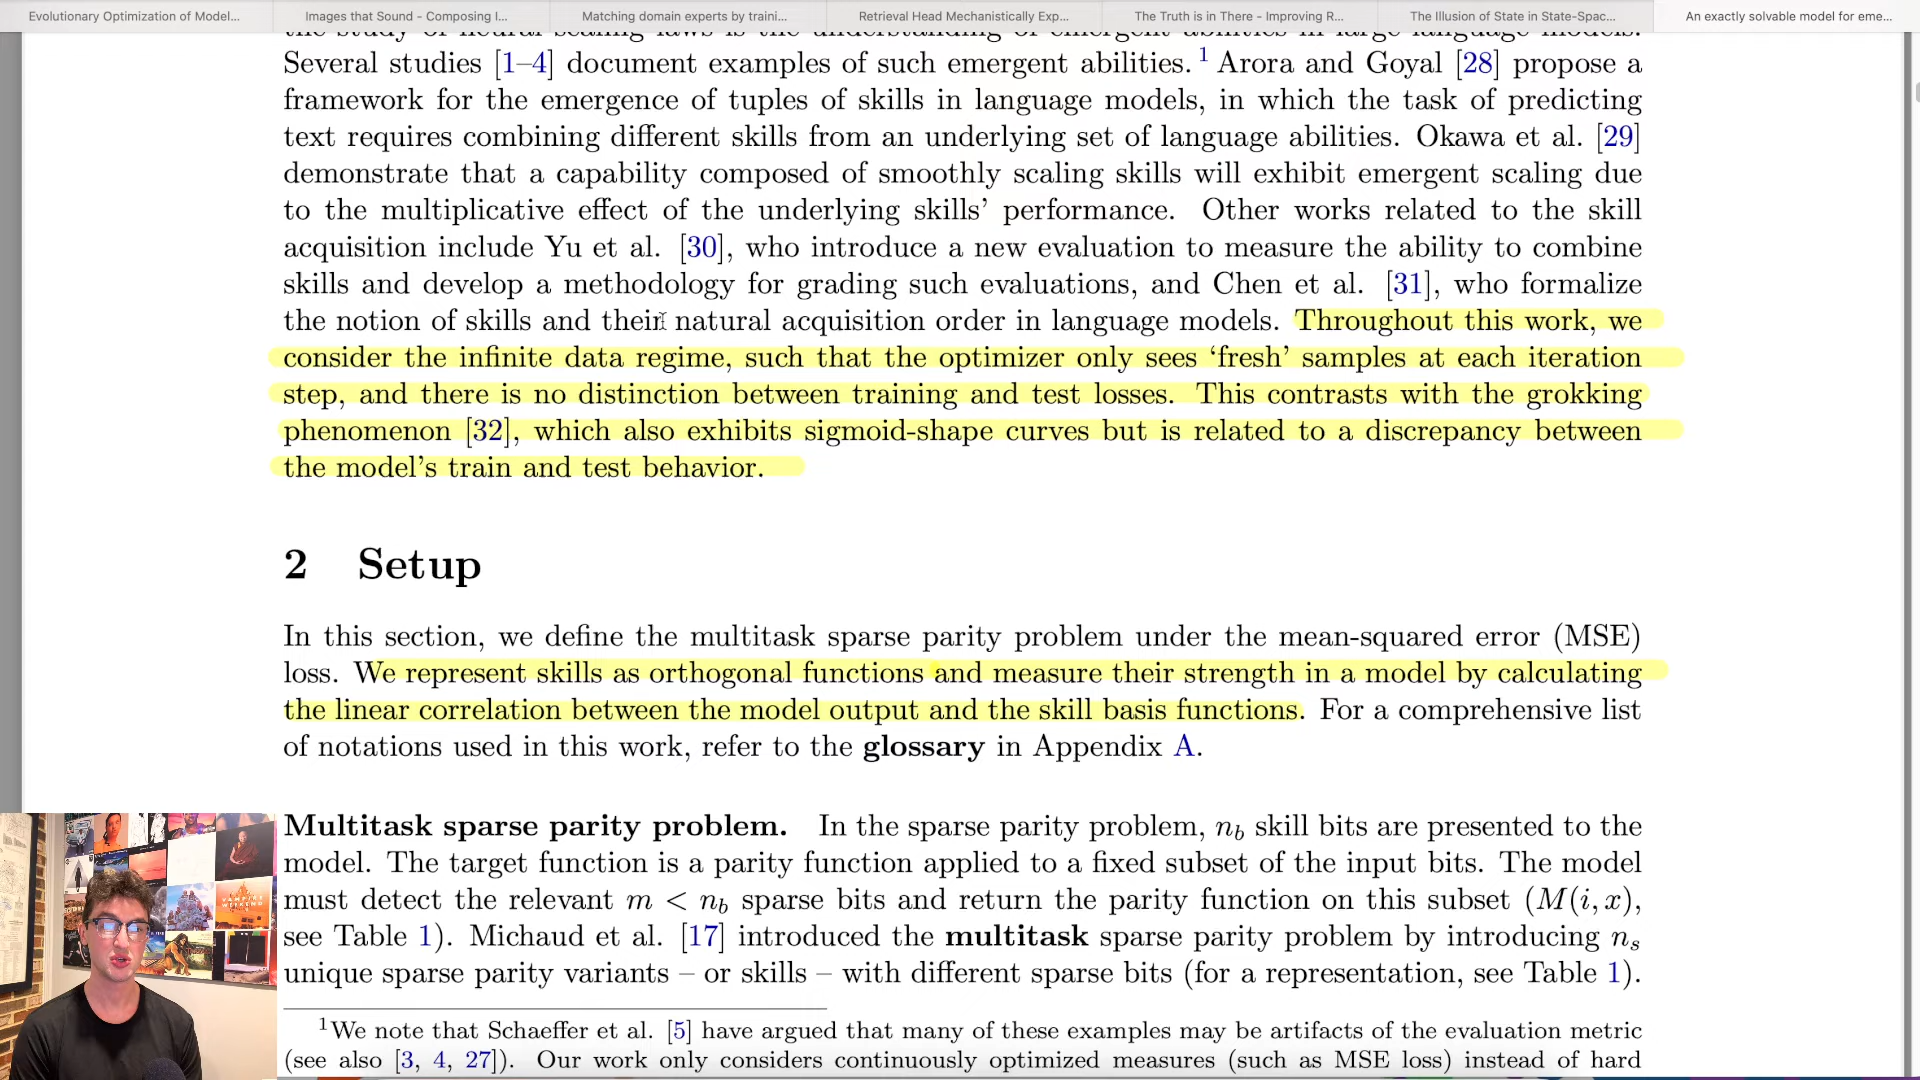 Evolutionary Optimization of Model...
Images that Sound - Composing I...
Matching domain experts by traini...
Retrieval Head Mechanistically Exp...
The Truth is in There - Improving R...
The Illusion of State in State-Spac...
An exactly solvable model for eme...
the study of neural scaling laws is the understanding of emergent abilities in large language models.
Several studies [1–4] document examples of such emergent abilities. ¹ Arora and Goyal [28] propose a
framework for the emergence of tuples of skills in language models, in which the task of predicting
text requires combining different skills from an underlying set of language abilities. Okawa et al. [29]
demonstrate that a capability composed of smoothly scaling skills will exhibit emergent scaling due
to the multiplicative effect of the underlying skills' performance. Other works related to the skill
acquisition include Yu et al. [30], who introduce a new evaluation to measure the ability to combine
skills and develop a methodology for grading such evaluations, and Chen et al. [31], who formalize
the notion of skills and their natural acquisition order in language models. Throughout this work, we
consider the infinite data regime, such that the optimizer only sees 'fresh' samples at each iteration
step, and there is no distinction between training and test losses. This contrasts with the grokking
phenomenon [32], which also exhibits sigmoid-shape curves but is related to a discrepancy between
the model's train and test behavior.
2 Setup
In this section, we define the multitask sparse parity problem under the mean-squared error (MSE)
loss. We represent skills as orthogonal functions and measure their strength in a model by calculating
the linear correlation between the model output and the skill basis functions. For a comprehensive list
of notations used in this work, refer to the glossary in Appendix A.
Multitask sparse parity problem. In the sparse parity problem, n_b skill bits are presented to the
model. The target function is a parity function applied to a fixed subset of the input bits. The model
must detect the relevant m < n_b sparse bits and return the parity function on this subset (M(i, x),
see Table 1). Michaud et al. [17] introduced the multitask sparse parity problem by introducing n_s
unique sparse parity variants – or skills – with different sparse bits (for a representation, see Table 1).
¹We note that Schaeffer et al. [5] have argued that many of these examples may be artifacts of the evaluation metric
(see also [3, 4, 27]). Our work only considers continuously optimized measures (such as MSE loss) instead of hard